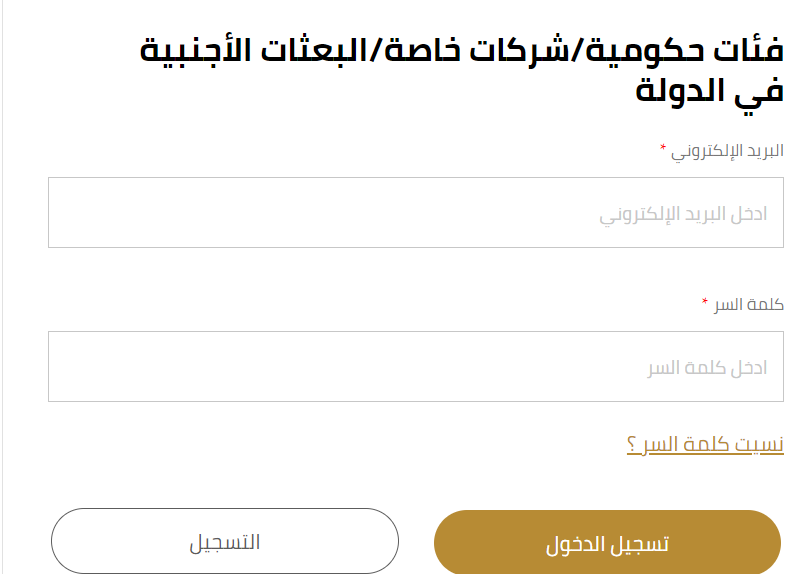 فئات حكومية/شركات خاصة/البعثات الأجنبية
في الدولة
البريد الإلكتروني *
ادخل البريد الإلكتروني
كلمة السر *
ادخل كلمة السر
نسيت كلمة السر ؟
تسجيل الدخول
التسجيل